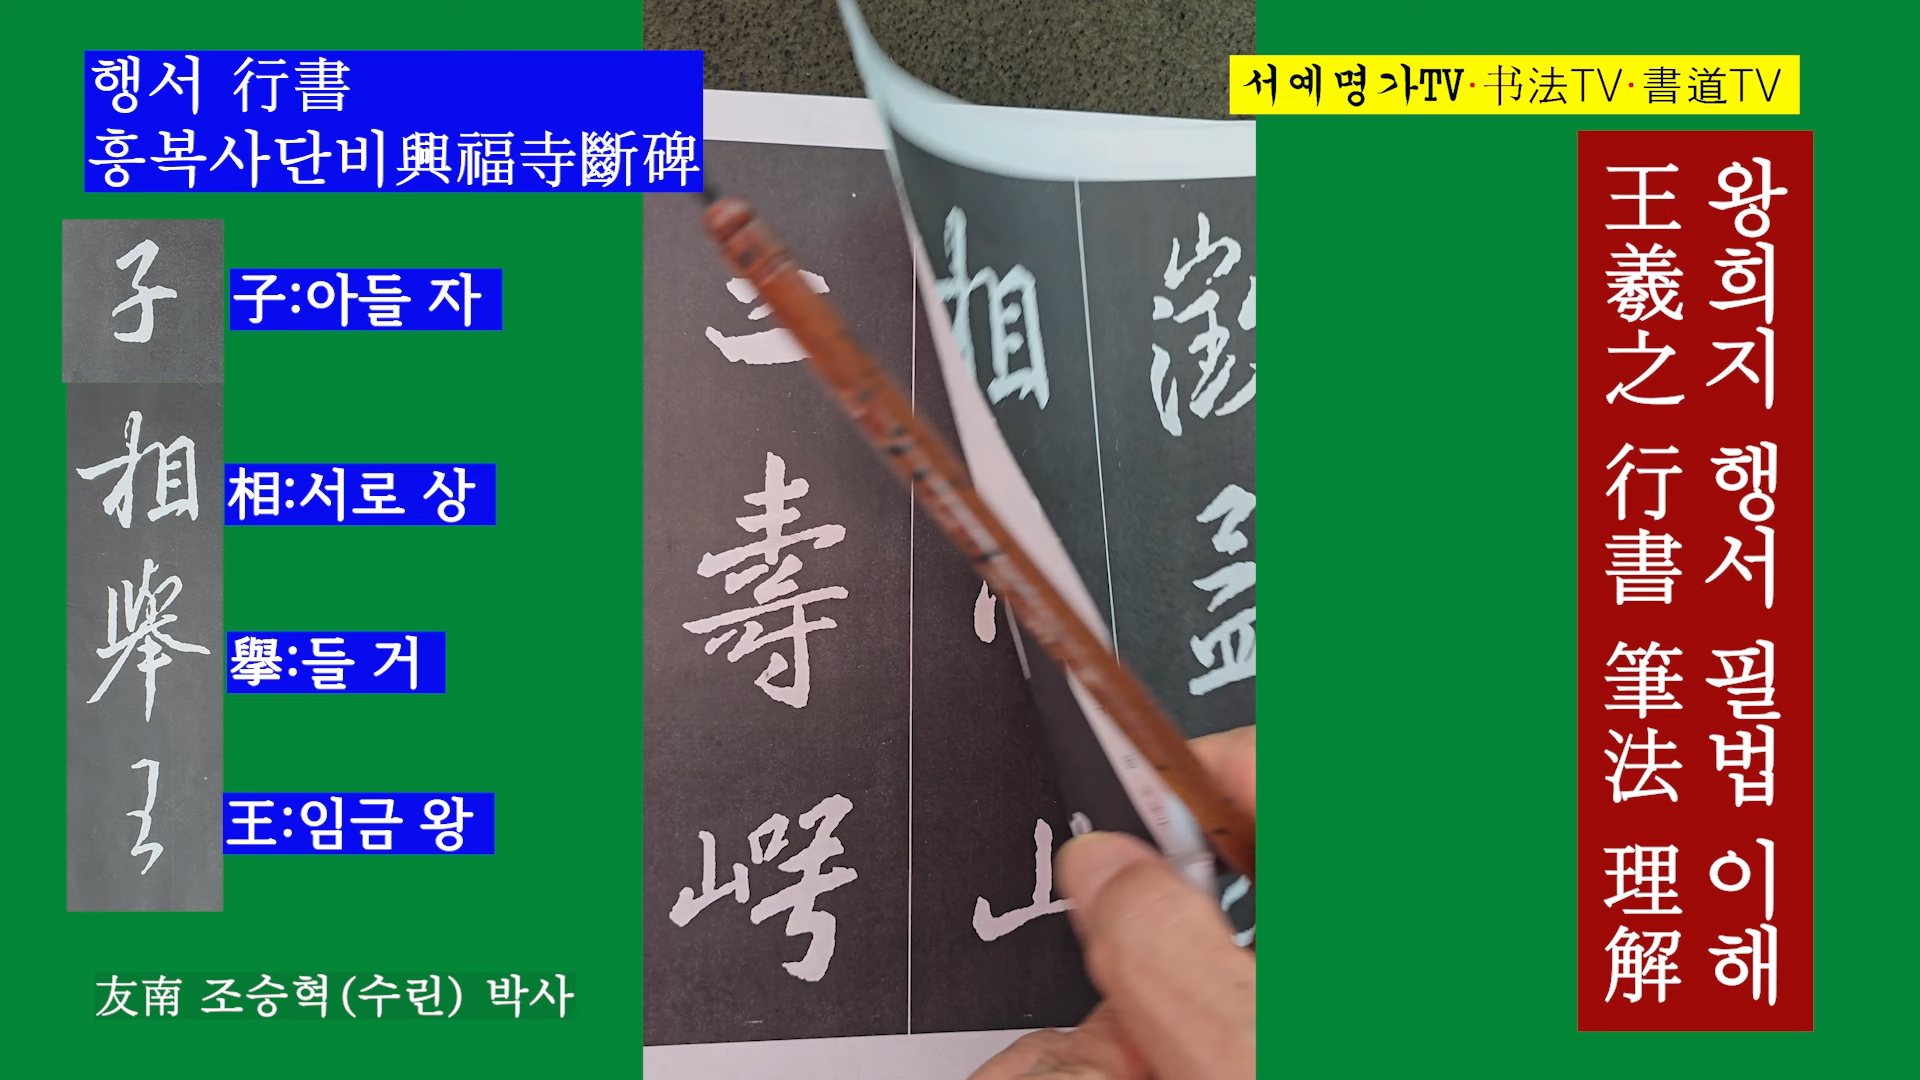 행서 行書
흥복사단비興福寺斷碑
서예명가TV·书法TV·書道TV
子
子:아들 자
相
相:서로 상
擧
擧:들 거
王
王:임금 왕
友南 조승혁(수린) 박사
三
壽
崿
相
山
왕희지 행서 필법 이해
王羲之 行書 筆法 理解